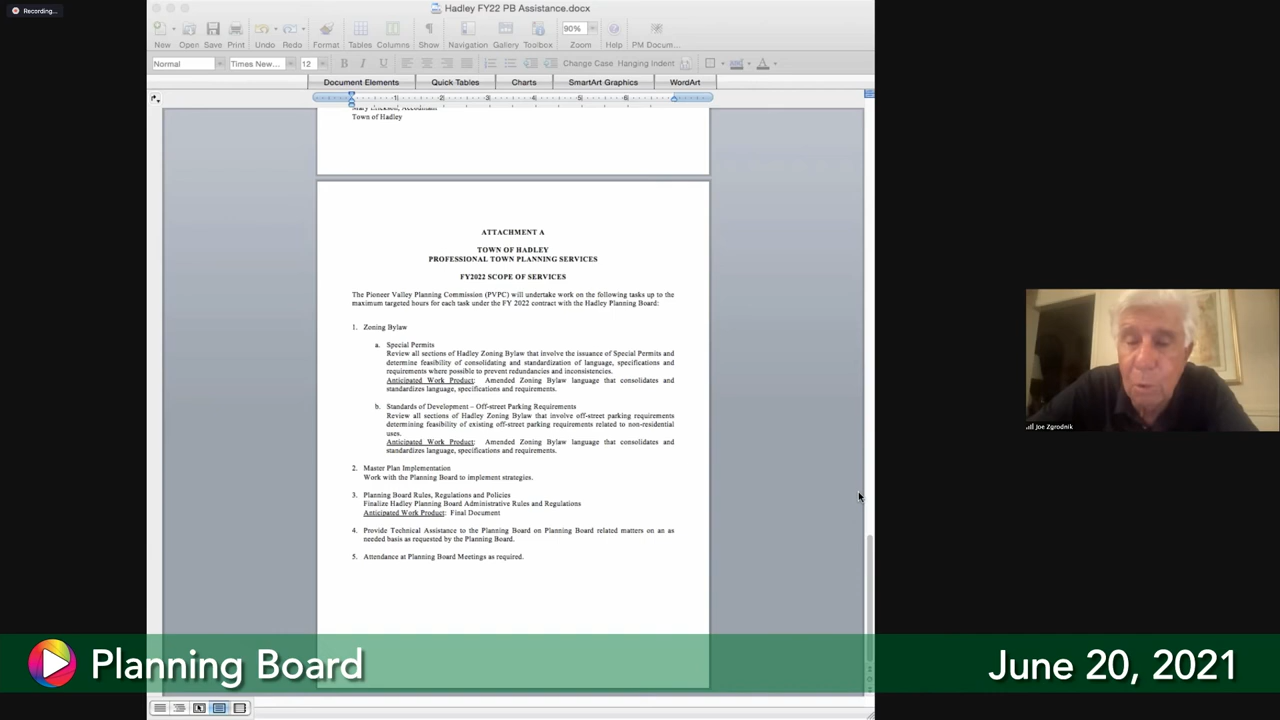 Recording...
Hadley FY22 PB Assistance.docx
New Open Save Print Undo Redo Format Tables Columns Show Navigation Gallery Toolbox Zoom Help PM Docum...
90%
Normal Times New... 12 B I U Change Case Hanging Indent
Document Elements Quick Tables Charts SmartArt Graphics WordArt
Town of Hadley
ATTACHMENT A
TOWN OF HADLEY
PROFESSIONAL TOWN PLANNING SERVICES
FY2022 SCOPE OF SERVICES
The Pioneer Valley Planning Commission (PVPC) will undertake work on the following tasks up to the
maximum targeted hours for each task under the FY 2022 contract with the Hadley Planning Board:
1. Zoning Bylaw
a. Special Permits
Review all sections of Hadley Zoning Bylaw that involve the issuance of Special Permits and
determine feasibility of consolidating and standardization of language, specifications and
requirements where possible to prevent redundancies and inconsistencies.
Anticipated Work Product: Amended Zoning Bylaw language that consolidates and
standardizes language, specifications and requirements.
b. Standards of Development – Off-street Parking Requirements
Review all sections of Hadley Zoning Bylaw that involve off-street parking requirements
determining feasibility of existing off-street parking requirements related to non-residential
uses.
Anticipated Work Product: Amended Zoning Bylaw language that consolidates and
standardizes language, specifications and requirements.
2. Master Plan Implementation
Work with the Planning Board to implement strategies.
3. Planning Board Rules, Regulations and Policies
Finalize Hadley Planning Board Administrative Rules and Regulations
Anticipated Work Product: Final Document
4. Provide Technical Assistance to the Planning Board on Planning Board related matters on an as
needed basis as requested by the Planning Board.
5. Attendance at Planning Board Meetings as required.
Joe Zgrodnik
Planning Board
June 20, 2021